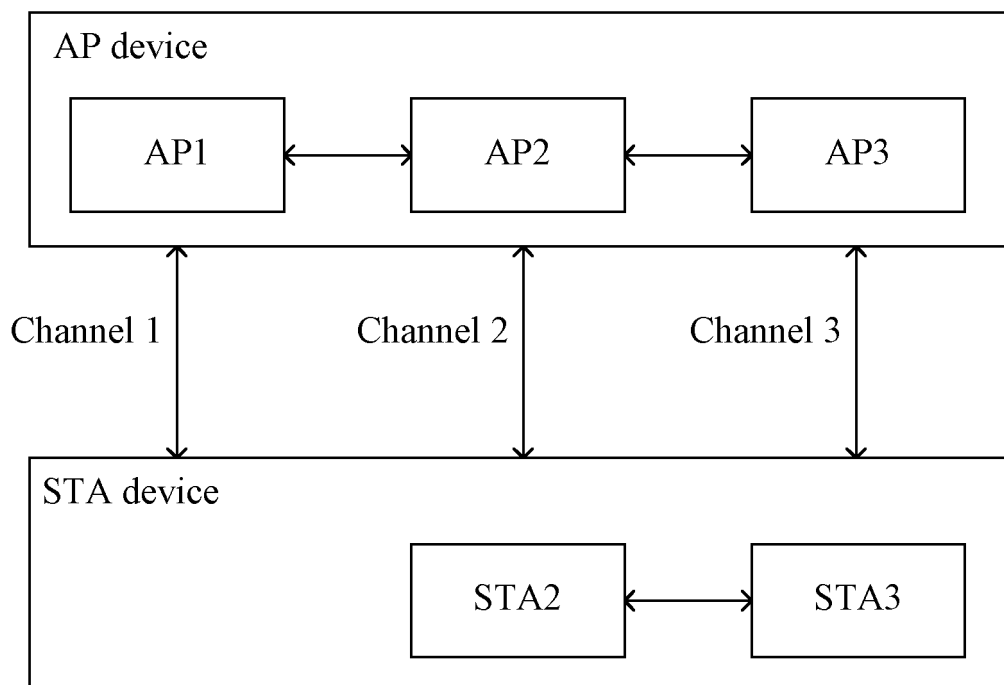 AP device
AP1
AP2
AP3
Channel 1
Channel 2
Channel 3
STA device
STA2
STA3